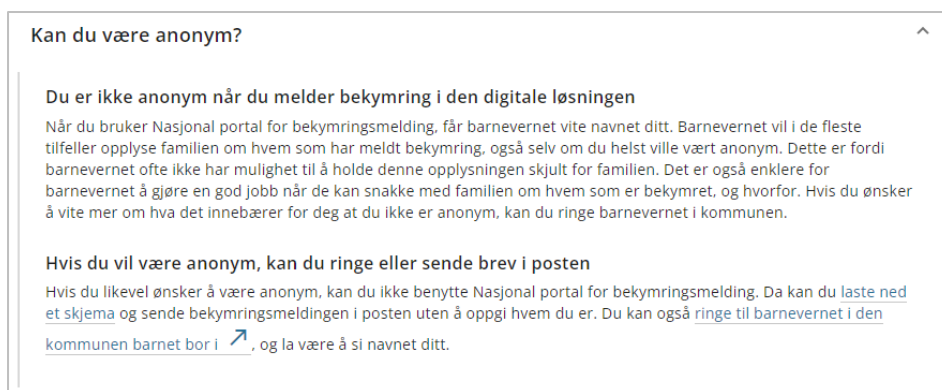 Kan du være anonym?
Du er ikke anonym når du melder bekymring i den digitale løsningen
Når du bruker Nasjonal portal for bekymringsmelding, får barnevernet vite navnet ditt. Barnevernet vil i de fleste
tilfeller opplyse familien om hvem som har meldt bekymring, også selv om du helst ville vært anonym. Dette er fordi
barnevernet ofte ikke har mulighet til å holde denne opplysningen skjult for familien. Det er også enklere for
barnevernet å gjøre en god jobb når de kan snakke med familien om hvem som er bekymret, og hvorfor. Hvis du ønsker
å vite mer om hva det innebærer for deg at du ikke er anonym, kan du ringe barnevernet i kommunen.
Hvis du vil være anonym, kan du ringe eller sende brev i posten
Hvis du likevel ønsker å være anonym, kan du ikke benytte Nasjonal portal for bekymringsmelding. Da kan du laste ned
et skjema og sende bekymringsmeldingen i posten uten å oppgi hvem du er. Du kan også ringe til barnevernet i den
kommunen barnet bor i , og la være å si navnet ditt.